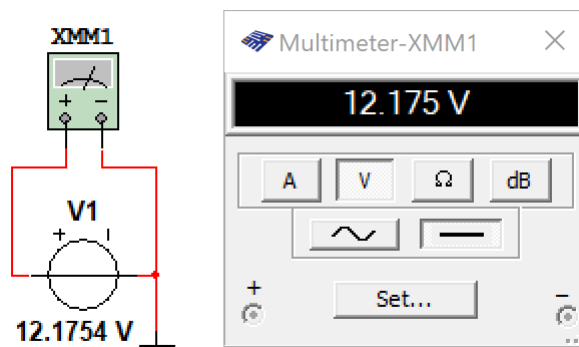 XMM1
+ −
V1
+ −
12.1754 V
Multimeter-XMM1
12.175 V
A V Ω dB
+ Set... −